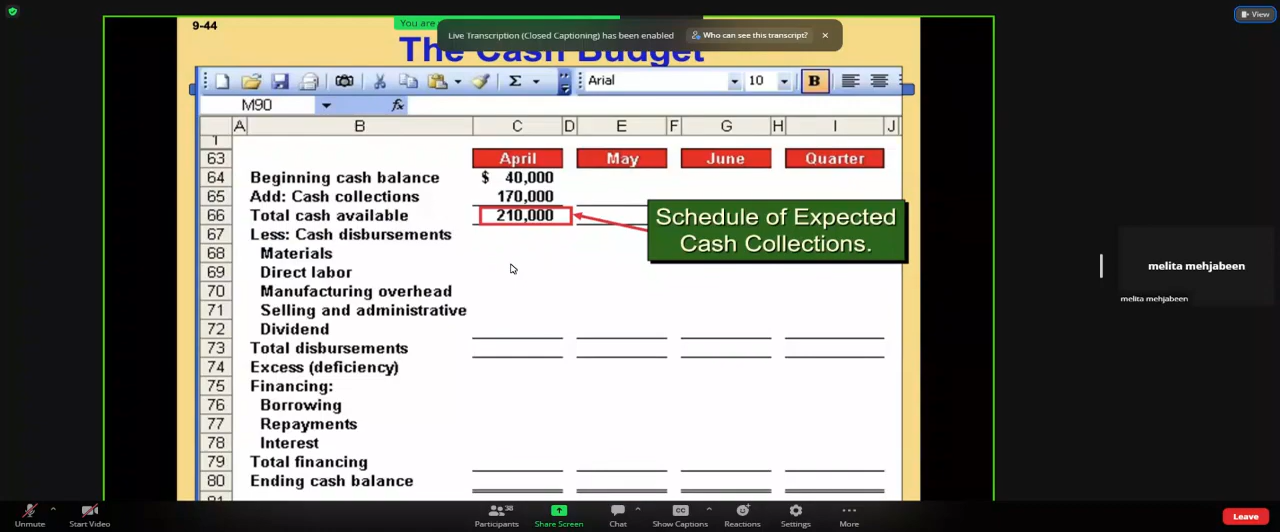 9-44
You are
Live Transcription (Closed Captioning) has been enabled
Who can see this transcript?
View
The Cash Budget
Σ
Arial
10
B
M90
fx
A B C D E F G H I J
1
63 April May June Quarter
64 Beginning cash balance $ 40,000
65 Add: Cash collections 170,000
66 Total cash available 210,000
67 Less: Cash disbursements
68 Materials
69 Direct labor
70 Manufacturing overhead
71 Selling and administrative
72 Dividend
73 Total disbursements
74 Excess (deficiency)
75 Financing:
76 Borrowing
77 Repayments
78 Interest
79 Total financing
80 Ending cash balance
Schedule of Expected
Cash Collections.
melita mehjabeen
melita mehjabeen
Unmute
Start Video
38
Participants
Share Screen
Chat
CC
Show Captions
Reactions
Settings
More
Leave